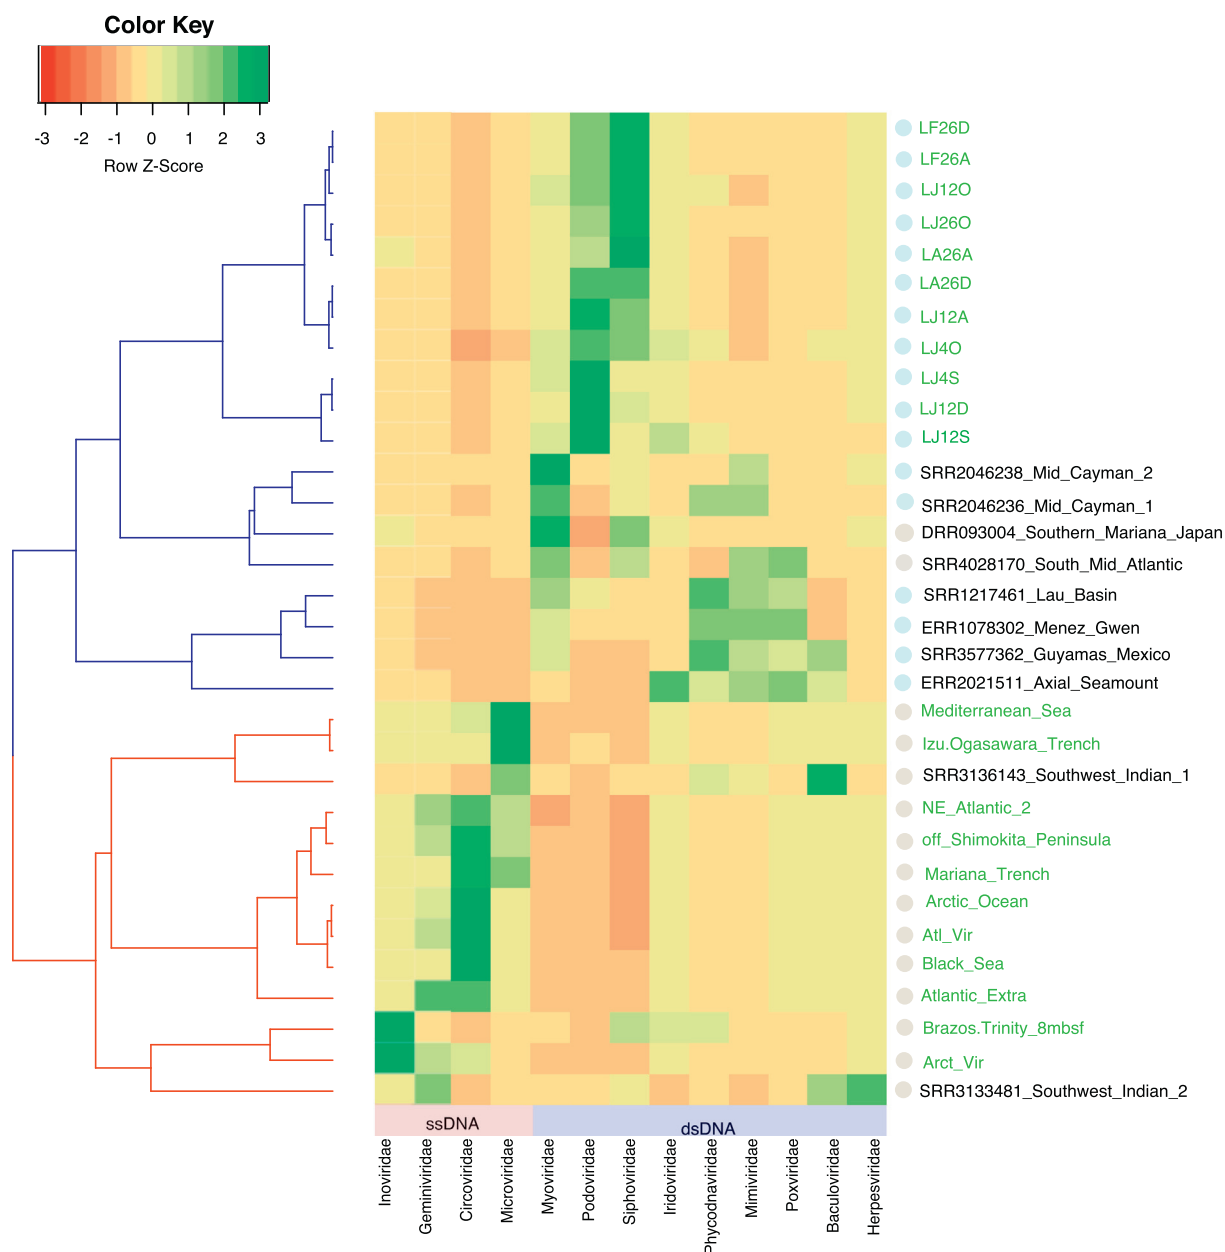 Color Key
-3 -2 -1 0 1 2 3
Row Z-Score
LF26D
LF26A
LJ12O
LJ26O
LA26A
LA26D
LJ12A
LJ4O
LJ4S
LJ12D
LJ12S
SRR2046238_Mid_Cayman_2
SRR2046236_Mid_Cayman_1
DRR093004_Southern_Mariana_Japan
SRR4028170_South_Mid_Atlantic
SRR1217461_Lau_Basin
ERR1078302_Menez_Gwen
SRR3577362_Guyamas_Mexico
ERR2021511_Axial_Seamount
Mediterranean_Sea
Izu.Ogasawara_Trench
SRR3136143_Southwest_Indian_1
NE_Atlantic_2
off_Shimokita_Peninsula
Mariana_Trench
Arctic_Ocean
Atl_Vir
Black_Sea
Atlantic_Extra
Brazos.Trinity_8mbsf
Arct_Vir
SRR3133481_Southwest_Indian_2
ssDNA
dsDNA
Inoviridae
Geminiviridae
Circoviridae
Microviridae
Myoviridae
Podoviridae
Siphoviridae
Iridoviridae
Phycodnaviridae
Mimiviridae
Poxviridae
Baculoviridae
Herpesviridae